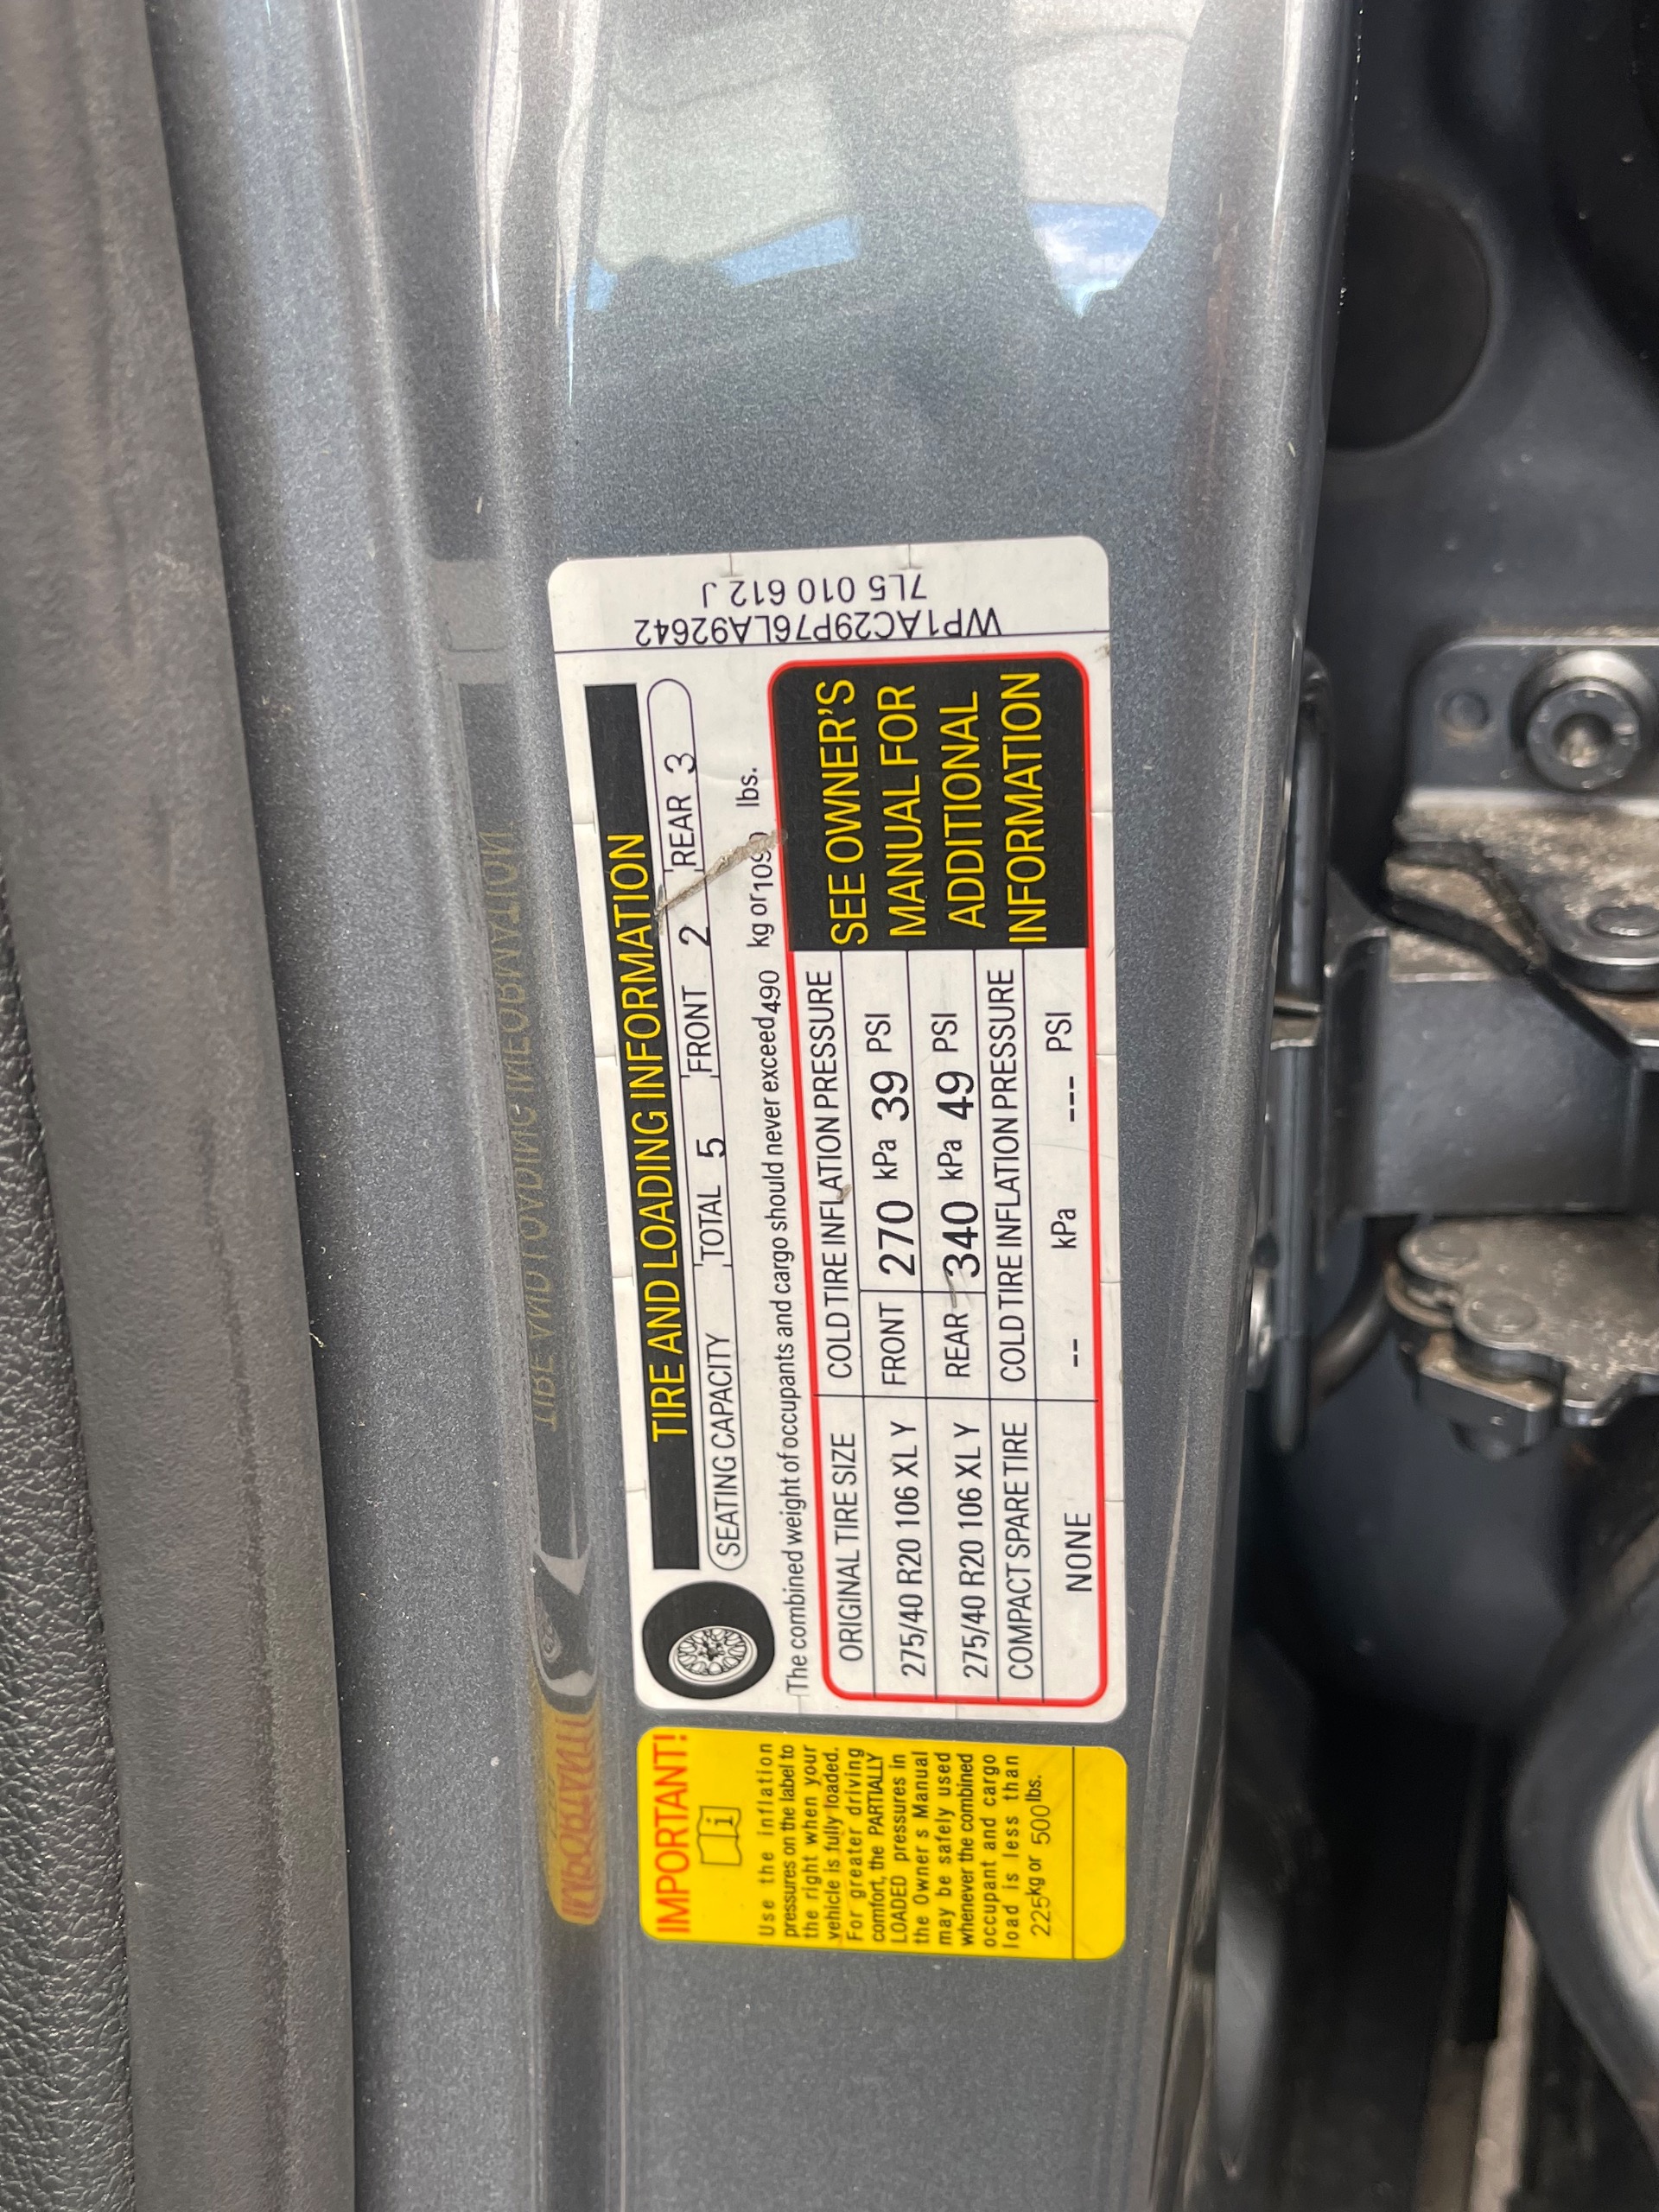 IMPORTANT!
i
Use the inflation
pressures on the label to
the right when your
vehicle is fully loaded.
For greater driving
comfort, the PARTIALLY
LOADED pressures in
the Owner s Manual
may be safely used
whenever the combined
occupant and cargo
load is less than
225kg or 500lbs.
TIRE AND LOADING INFORMATION
SEATING CAPACITY TOTAL 5 FRONT 2 REAR 3
The combined weight of occupants and cargo should never exceed 490 kg or lbs.
ORIGINAL TIRE SIZE COLD TIRE INFLATION PRESSURE
275/40 R20 106 XL Y FRONT 270 kPa 39 PSI
275/40 R20 106 XL Y REAR 340 kPa 49 PSI
COMPACT SPARE TIRE COLD TIRE INFLATION PRESSURE
NONE -- kPa --- PSI
SEE OWNER'S
MANUAL FOR
ADDITIONAL
INFORMATION
WP1AC29P76LA92642
7L5 010 612 J